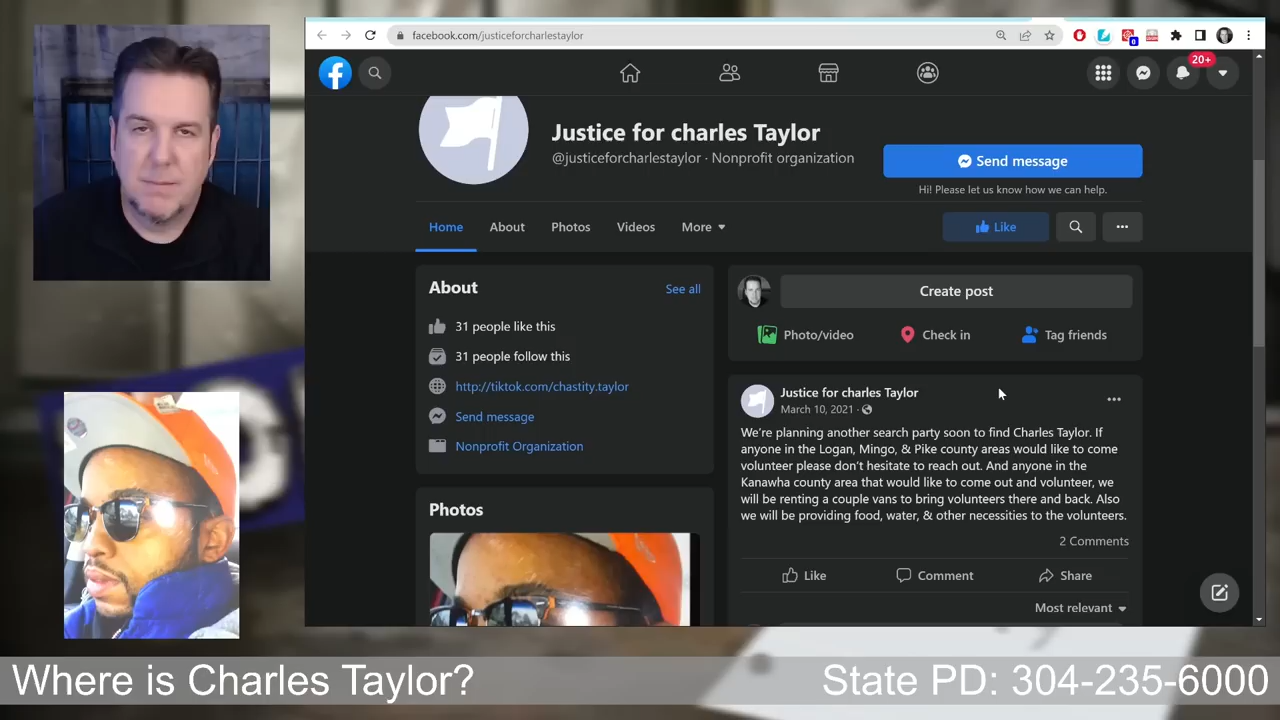 facebook.com/justiceforcharlestaylor
20+
Justice for charles Taylor
@justiceforcharlestaylor · Nonprofit organization
Send message
Hi! Please let us know how we can help.
Home About Photos Videos More
Like
About
See all
31 people like this
31 people follow this
http://tiktok.com/chastity.taylor
Send message
Nonprofit Organization
Photos
Create post
Photo/video Check in Tag friends
Justice for charles Taylor
March 10, 2021 ·
We're planning another search party soon to find Charles Taylor. If
anyone in the Logan, Mingo, & Pike county areas would like to come
volunteer please don't hesitate to reach out. And anyone in the
Kanawha county area that would like to come out and volunteer, we
will be renting a couple vans to bring volunteers there and back. Also
we will be providing food, water, & other necessities to the volunteers.
2 Comments
Like Comment Share
Most relevant
Where is Charles Taylor? State PD: 304-235-6000